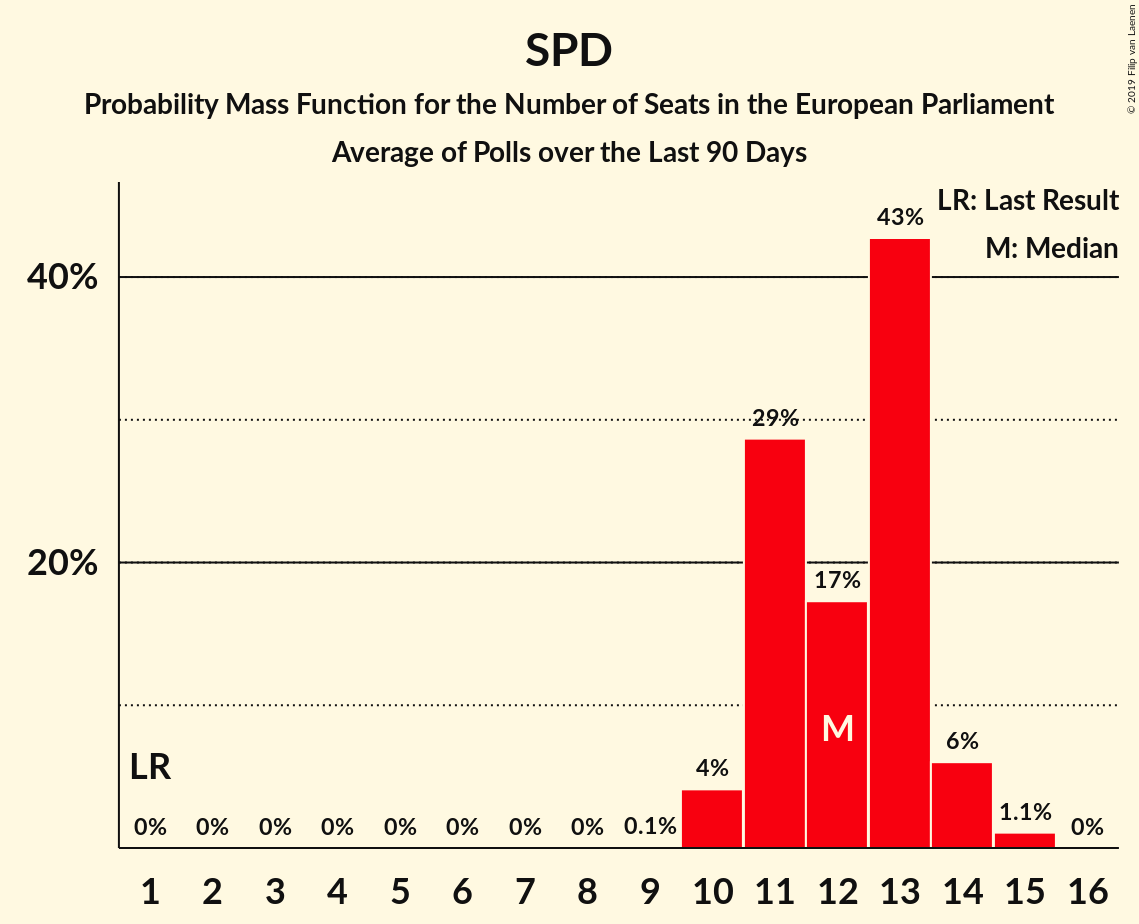 SPD
Probability Mass Function for the Number of Seats in the European Parliament
Average of Polls over the Last 90 Days
© 2019 Filip van Laenen
LR: Last Result
M: Median
40%
20%
43%
29%
17%
M
6%
4%
LR
1.1%
0% 0% 0% 0% 0% 0% 0% 0% 0.1% 0%
1 2 3 4 5 6 7 8 9 10 11 12 13 14 15 16